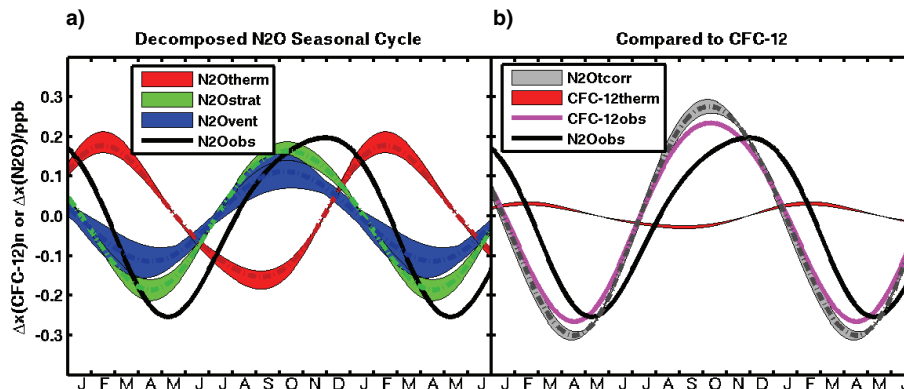 a)
Decomposed N2O Seasonal Cycle
N2Otherm
N2Ostrat
N2Ovent
N2Oobs
Δx(CFC-12)n or Δx(N2O)/ppb
0.3
0.2
0.1
0.0
-0.1
-0.2
-0.3
J F M A M J J A S O N D J F M A M J
b)
Compared to CFC-12
N2Otcorr
CFC-12therm
CFC-12obs
N2Oobs
J F M A M J J A S O N D J F M A M J